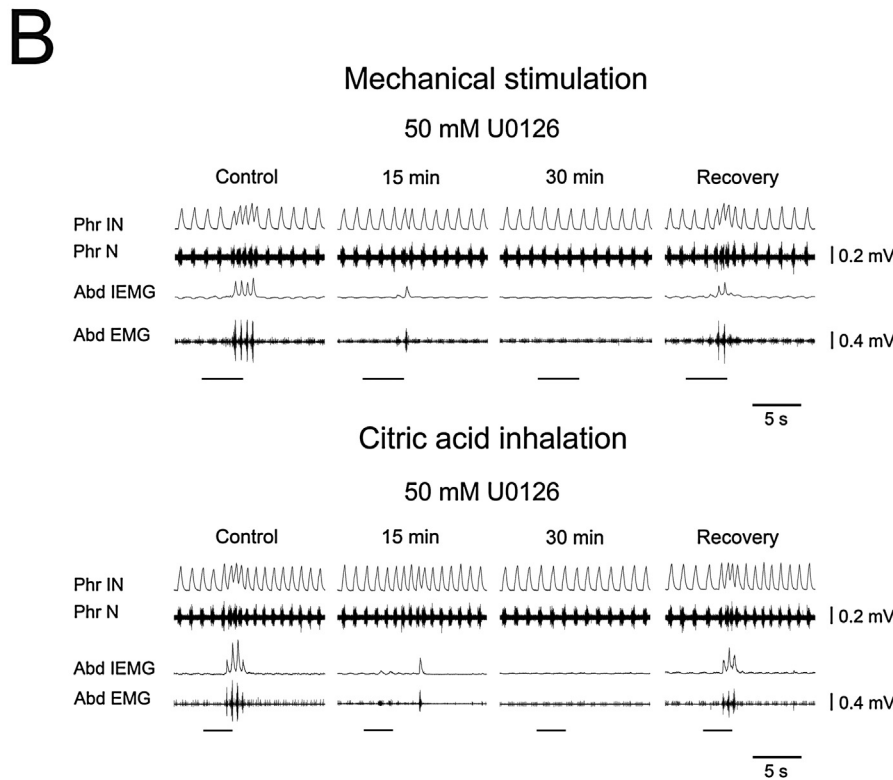 B
Mechanical stimulation
50 mM U0126
Control 15 min 30 min Recovery
Phr IN
Phr N
0.2 mV
Abd IEMG
Abd EMG
0.4 mV
5 s
Citric acid inhalation
50 mM U0126
Control 15 min 30 min Recovery
Phr IN
Phr N
0.2 mV
Abd IEMG
Abd EMG
0.4 mV
5 s